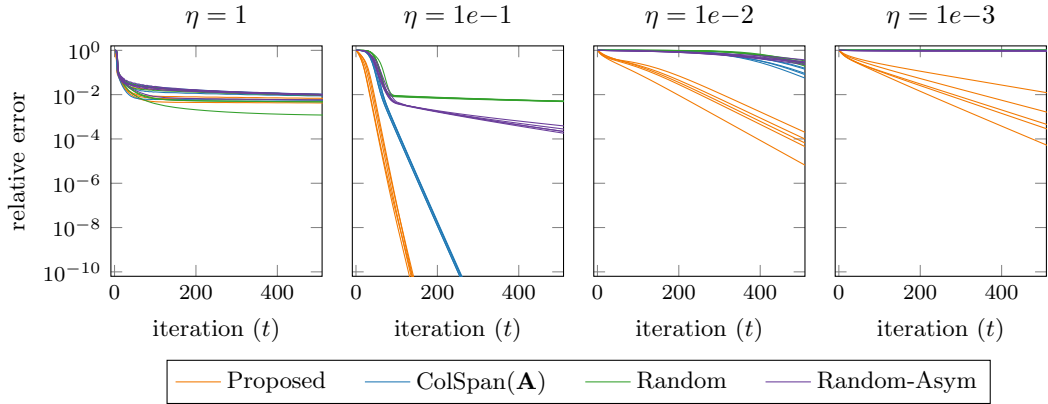 η = 1
η = 1e−1
η = 1e−2
η = 1e−3
relative error
10^0
10^−2
10^−4
10^−6
10^−8
10^−10
0 200 400
0 200 400
0 200 400
0 200 400
iteration (t)
iteration (t)
iteration (t)
iteration (t)
Proposed
ColSpan(A)
Random
Random-Asym